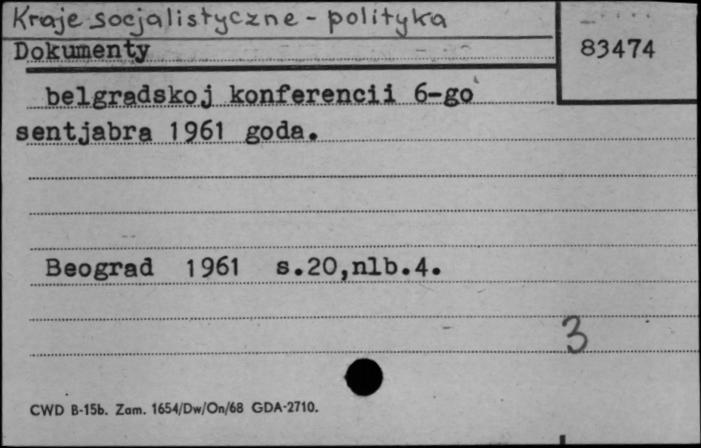 Kraje socjalistyczne - polityka
Dokumenty
83474
belgradskoj konferencii 6-go
sentjabra 1961 goda.
Beograd 1961 s.20,nlb.4.
3
CWD B-15b. Zam. 1654/Dw/On/68 GDA-2710.